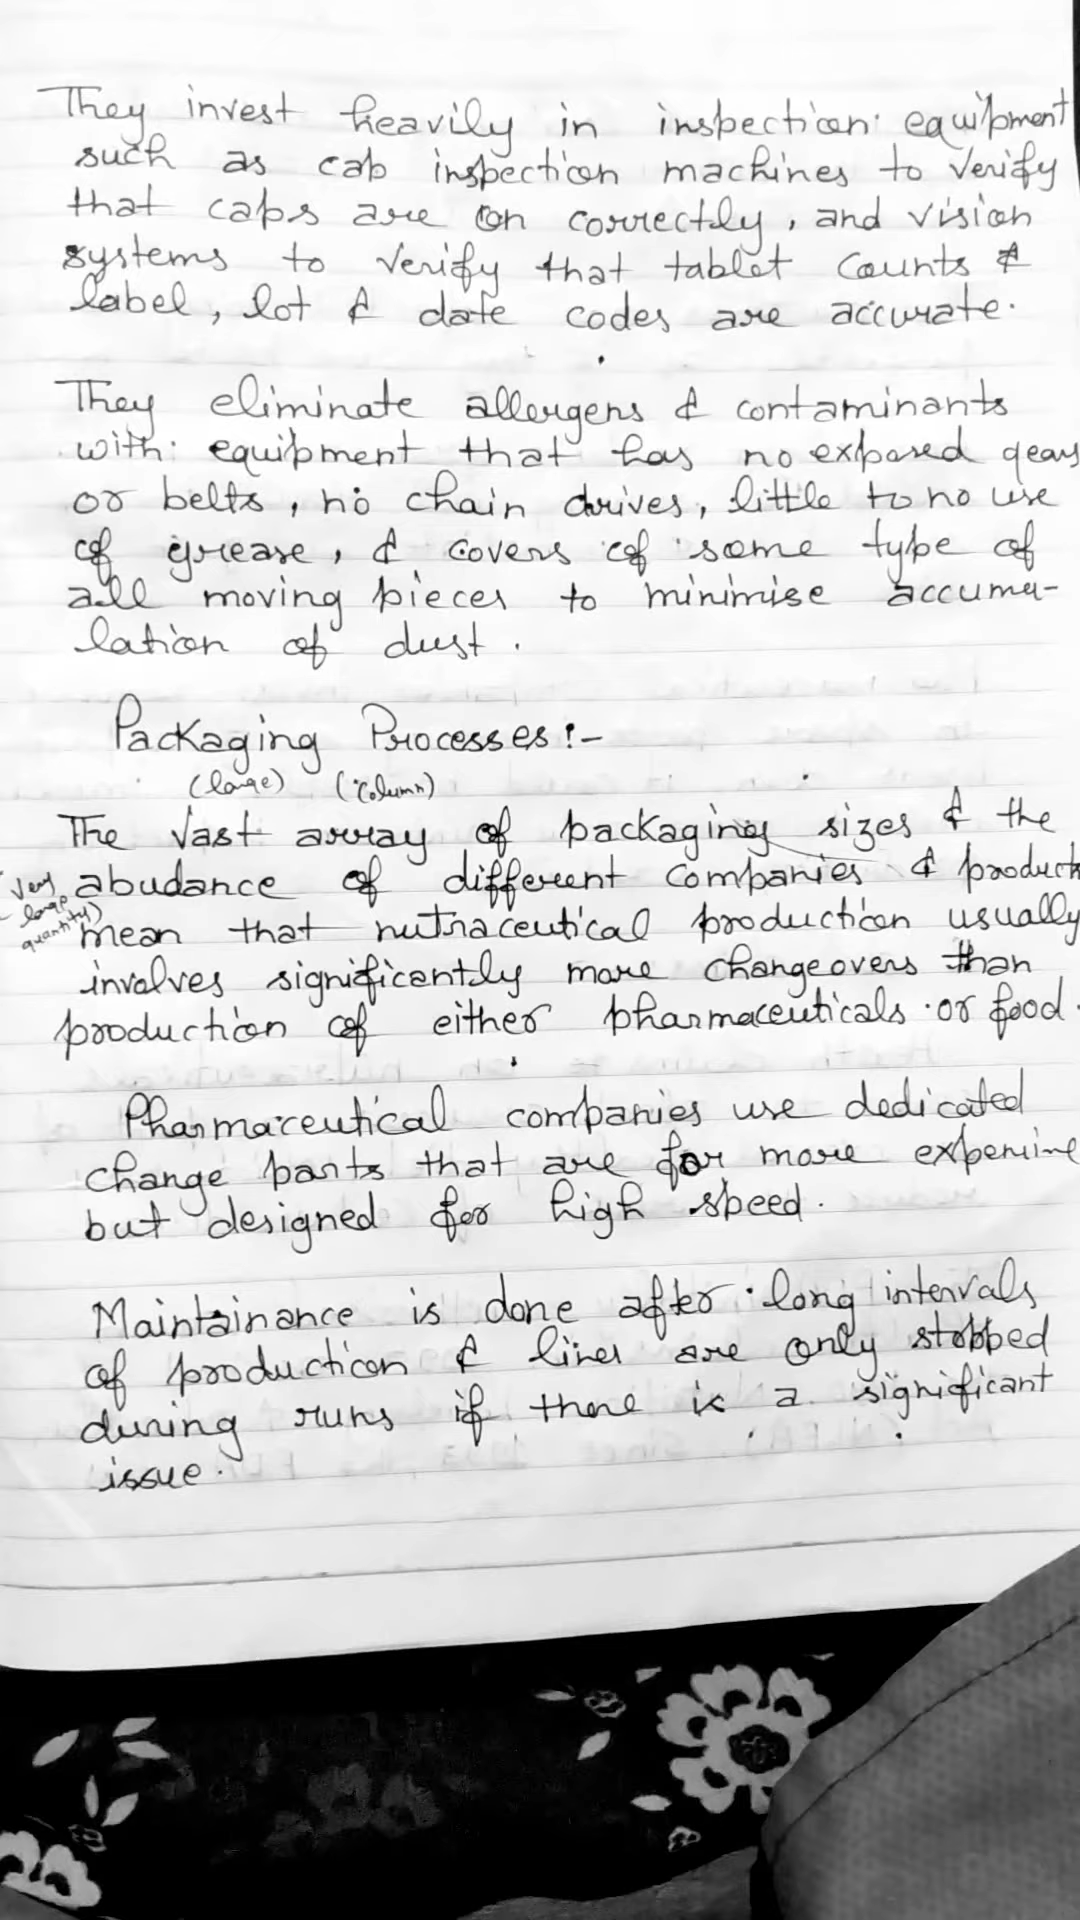 They invest heavily in inspection equipment
such as cap inspection machines to verify
that caps are on correctly, and vision
systems to verify that tablet counts &
label, lot & date codes are accurate.
They eliminate allergens & contaminants
with equipment that has no exposed gears
or belts, no chain drives, little to no use
of grease, & covers of some type of
all moving pieces to minimise accumu-
lation of dust.
Packaging Processes :-
(large) (column)
The vast array of packaging sizes & the
(very large quantity) abudance of different companies & product
mean that nutraceutical production usually
involves significantly more changeovers than
production of either pharmaceuticals or food.
Pharmaceutical companies use dedicated
change parts that are far more expensive
but designed for high speed.
Maintainance is done after long intervals
of production & lines are only stopped
during runs if there is a significant
issue.